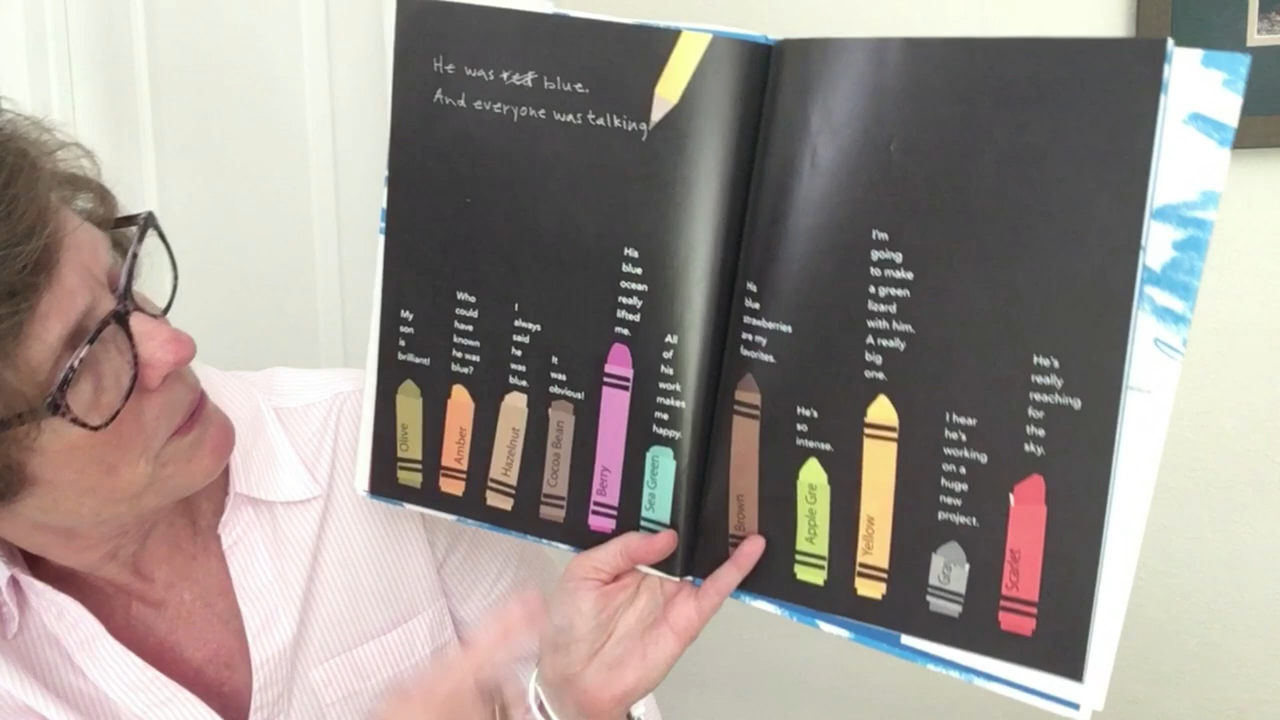 He was red blue.
And everyone was talking
My
son
is
brilliant!
Who
could
have
known
he was
blue?
I
always
said
he
was
blue.
It
was
obvious!
His
blue
ocean
really
lifted
me.
All
of
his
work
makes
me
happy.
His
blue
strawberries
are my
favorites.
He's
so
intense.
I'm
going
to make
a green
lizard
with him.
A really
big
one.
I hear
he's
working
on a
huge
new
project.
He's
really
reaching
for
the
sky.
Olive
Amber
Hazelnut
Cocoa Bean
Berry
Sea Green
Brown
Apple Gre
Yellow
Gray
Scarlet